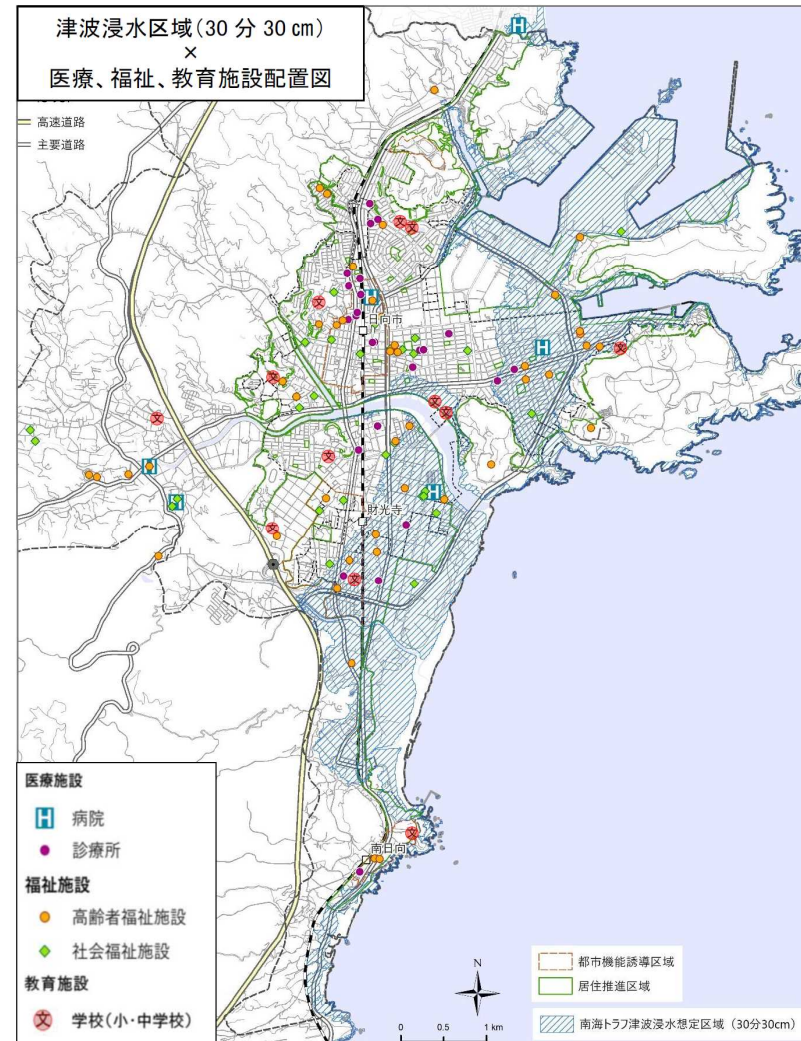 津波浸水区域(30分30㎝)
×
医療、福祉、教育施設配置図
高速道路
主要道路
日向市
財光寺
南日向
医療施設
病院
診療所
福祉施設
高齢者福祉施設
社会福祉施設
教育施設
学校(小・中学校)
N
0 0.5 1 km
都市機能誘導区域
居住推進区域
南海トラフ津波浸水想定区域（30分30cm）